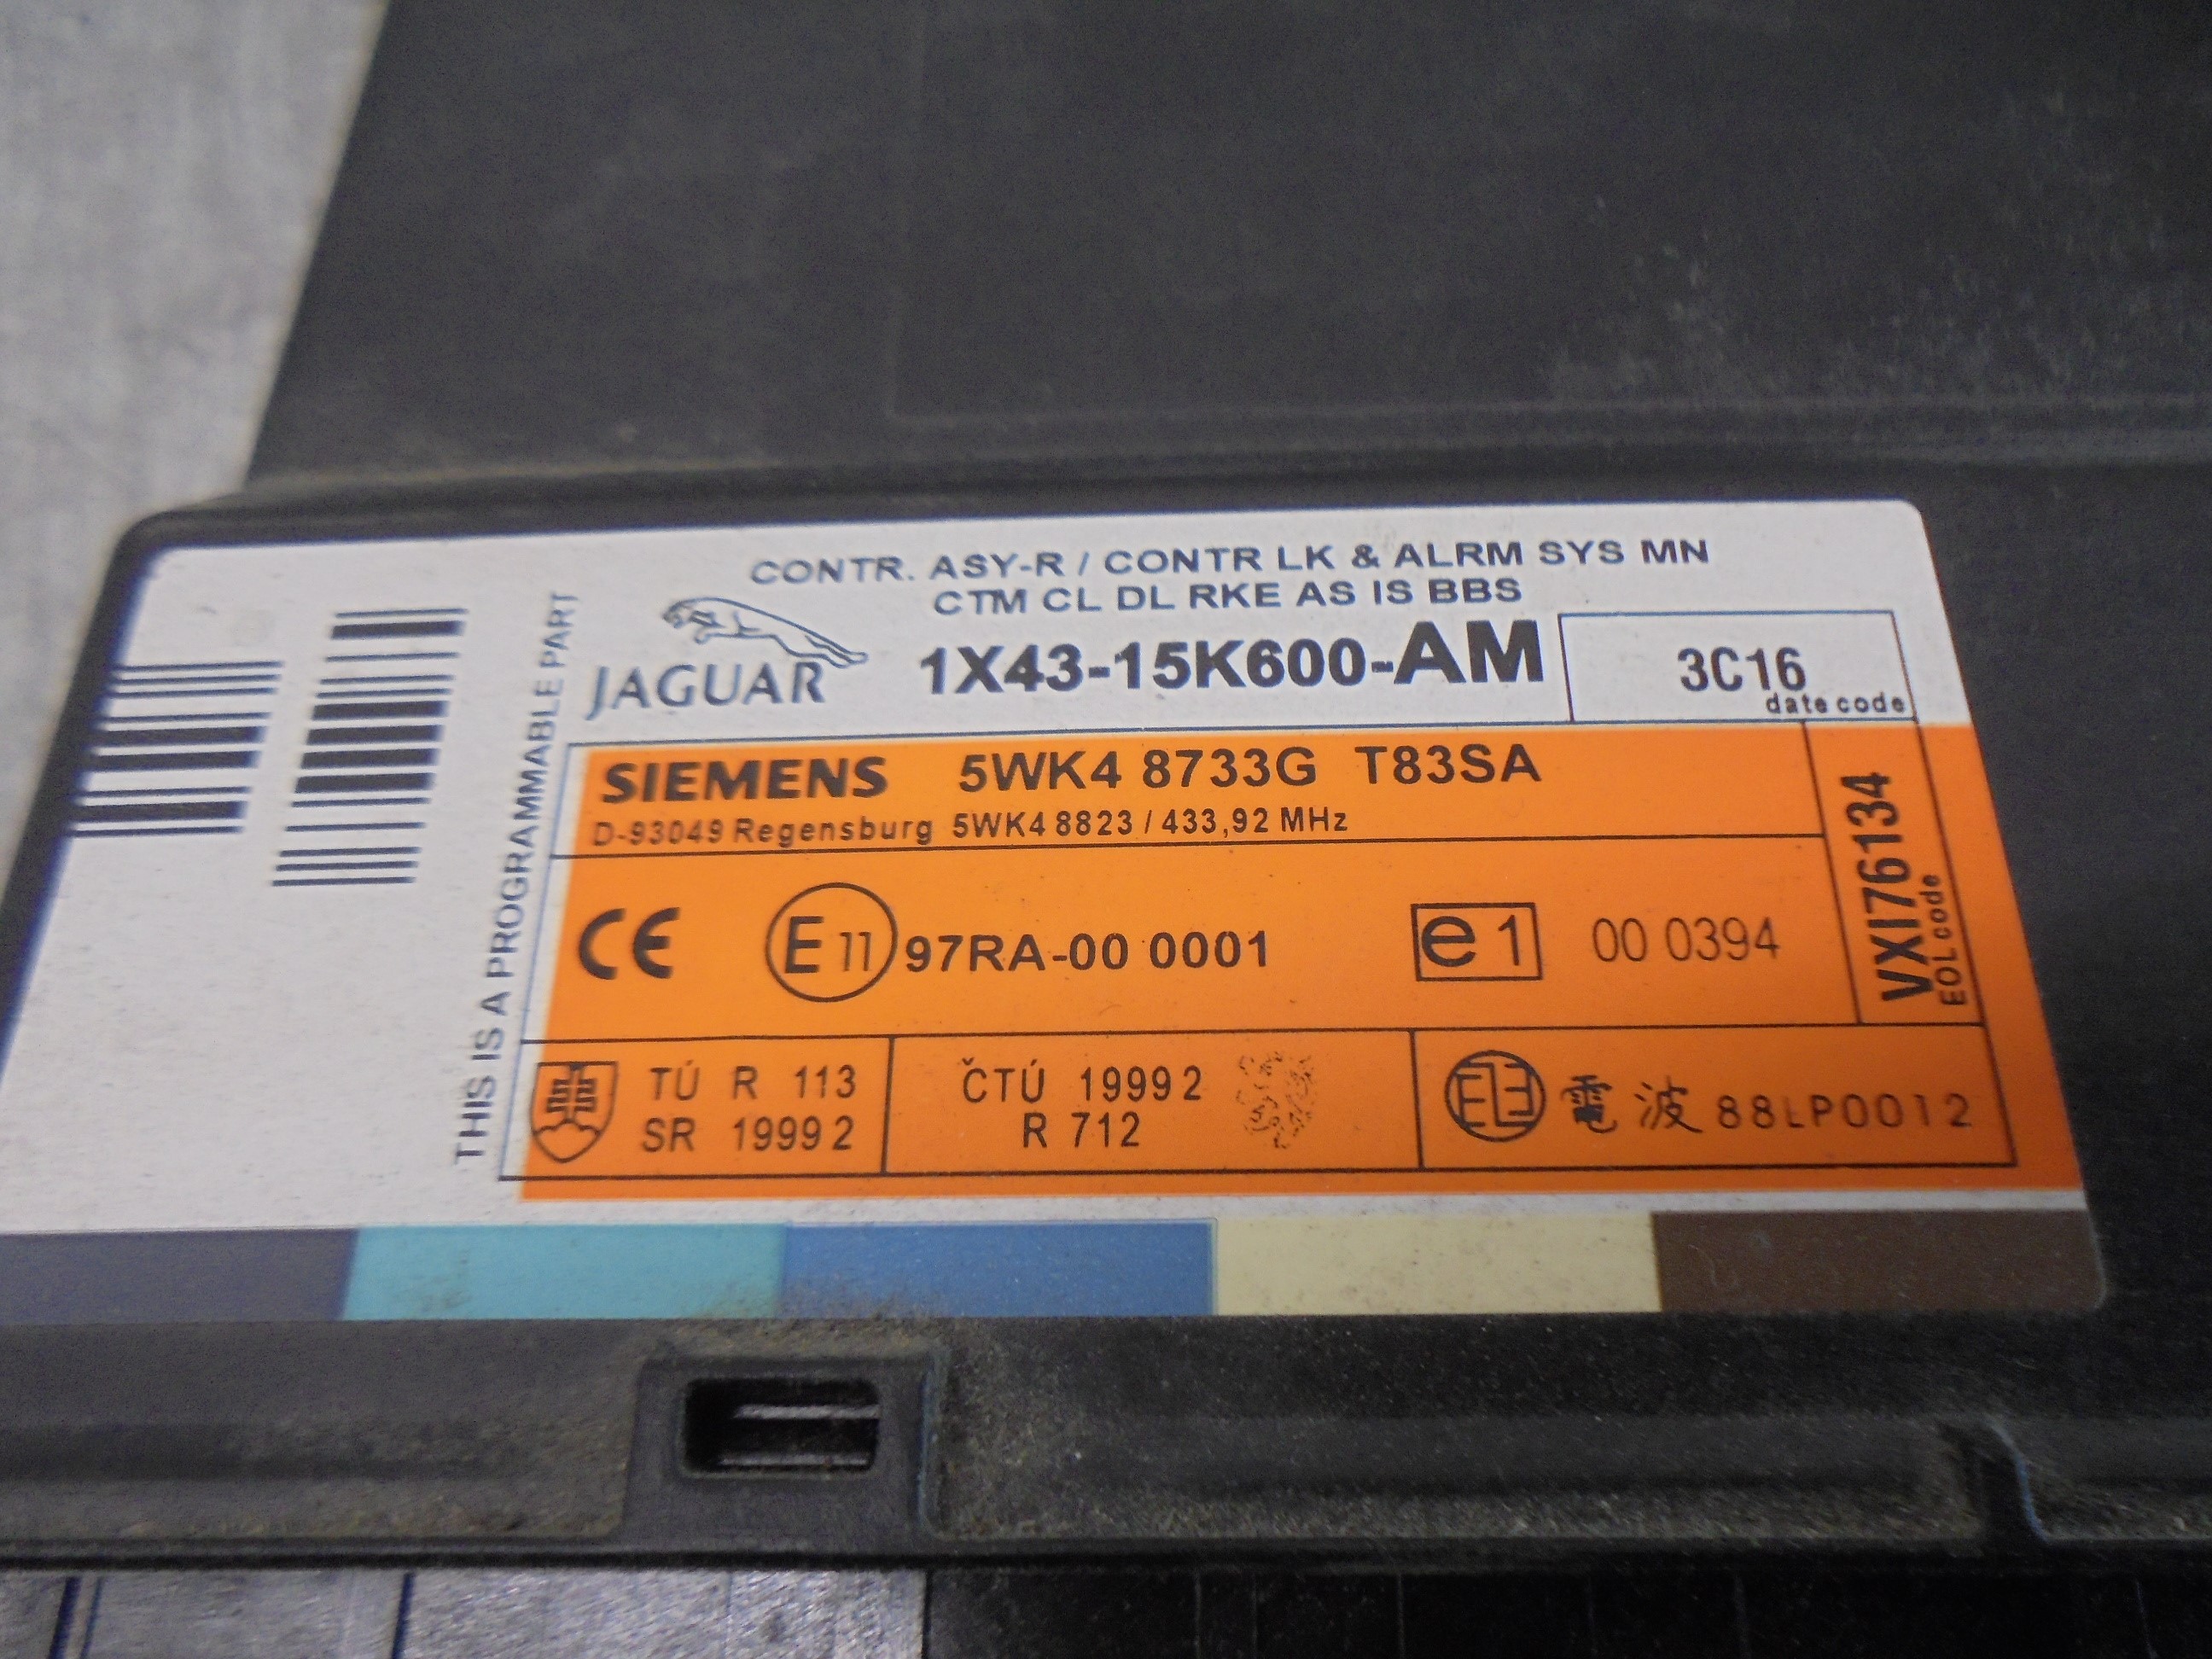 CONTR. ASY-R / CONTR LK & ALRM SYS MN
CTM CL DL RKE AS IS BBS
JAGUAR
1X43-15K600-AM
3C16
date code
THIS IS A PROGRAMMABLE PART
SIEMENS 5WK4 8733G T83SA
D-93049 Regensburg 5WK4 8823 / 433,92 MHz
VXI76134
EOL code
CE E 11 97RA-00 0001 e 1 00 0394
TÚ R 113
SR 1999 2
ČTÚ 1999 2
R 712
電波 88LP0012